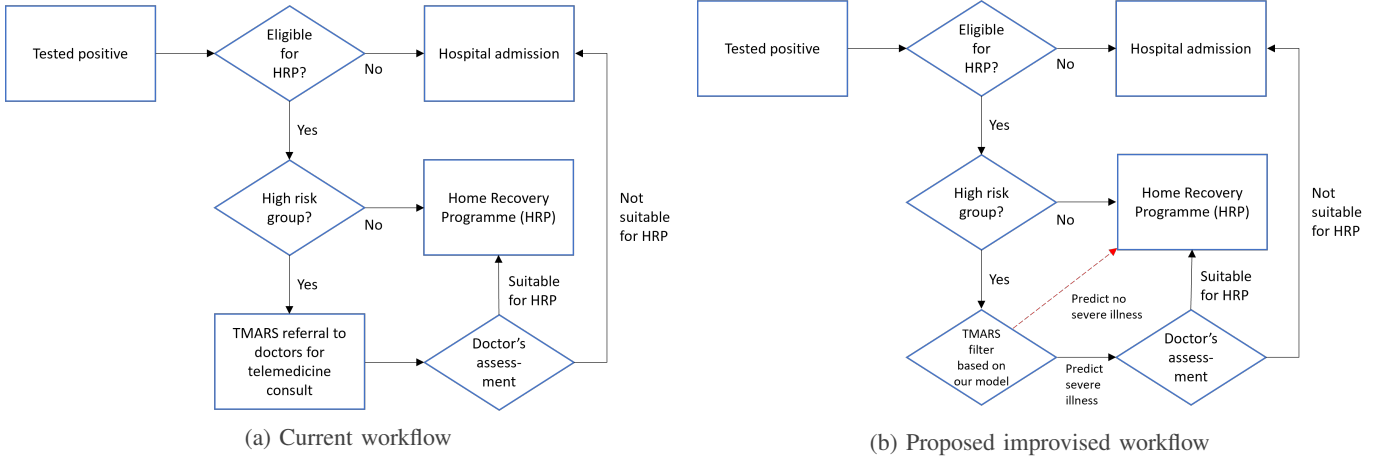 Tested positive
Eligible
for
HRP?
No
Hospital admission
Yes
High risk
group?
No
Home Recovery
Programme (HRP)
Not
suitable
for HRP
Yes
Suitable
for HRP
TMARS referral to
doctors for
telemedicine
consult
Doctor’s
assess-
ment
(a) Current workflow
Tested positive
Eligible
for
HRP?
No
Hospital admission
Yes
High risk
group?
No
Home Recovery
Programme (HRP)
Not
suitable
for HRP
Yes
Suitable
for HRP
Predict no
severe illness
TMARS
filter
based on
our model
Predict
severe
illness
Doctor’s
assess-
ment
(b) Proposed improvised workflow